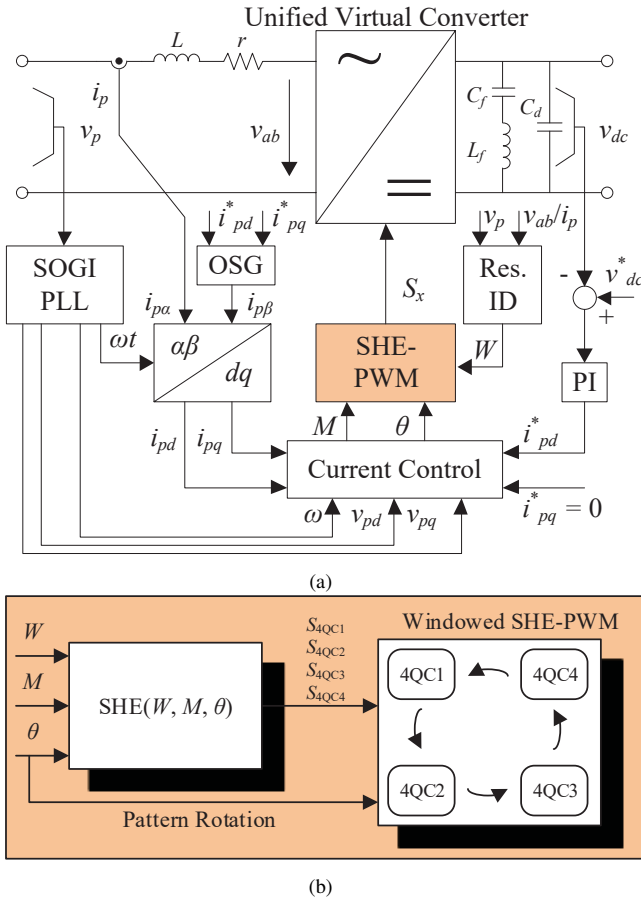 Unified Virtual Converter
L
r
i_p
v_p
v_ab
C_f
C_d
L_f
v_dc
i*_pd
i*_pq
v_p
v_ab/i_p
SOGI
PLL
OSG
S_x
Res.
ID
-
v*_dc
+
i_pα
i_pβ
ωt
αβ
dq
SHE-
PWM
W
PI
M
θ
i_pd
i_pq
i*_pd
Current Control
i*_pq = 0
ω
v_pd
v_pq
(a)
W
M
θ
SHE(W, M, θ)
S_4QC1
S_4QC2
S_4QC3
S_4QC4
Windowed SHE-PWM
4QC1
4QC4
4QC2
4QC3
Pattern Rotation
(b)